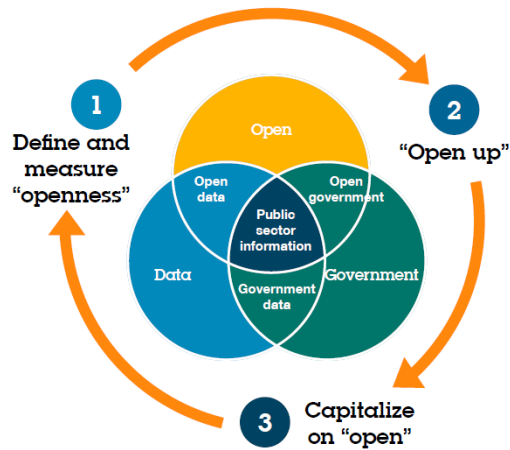 1
Define and
measure
“openness”
2
“Open up”
Open
Open
data
Open
government
Public
sector
information
Data
Government
Government
data
3
Capitalize
on “open”